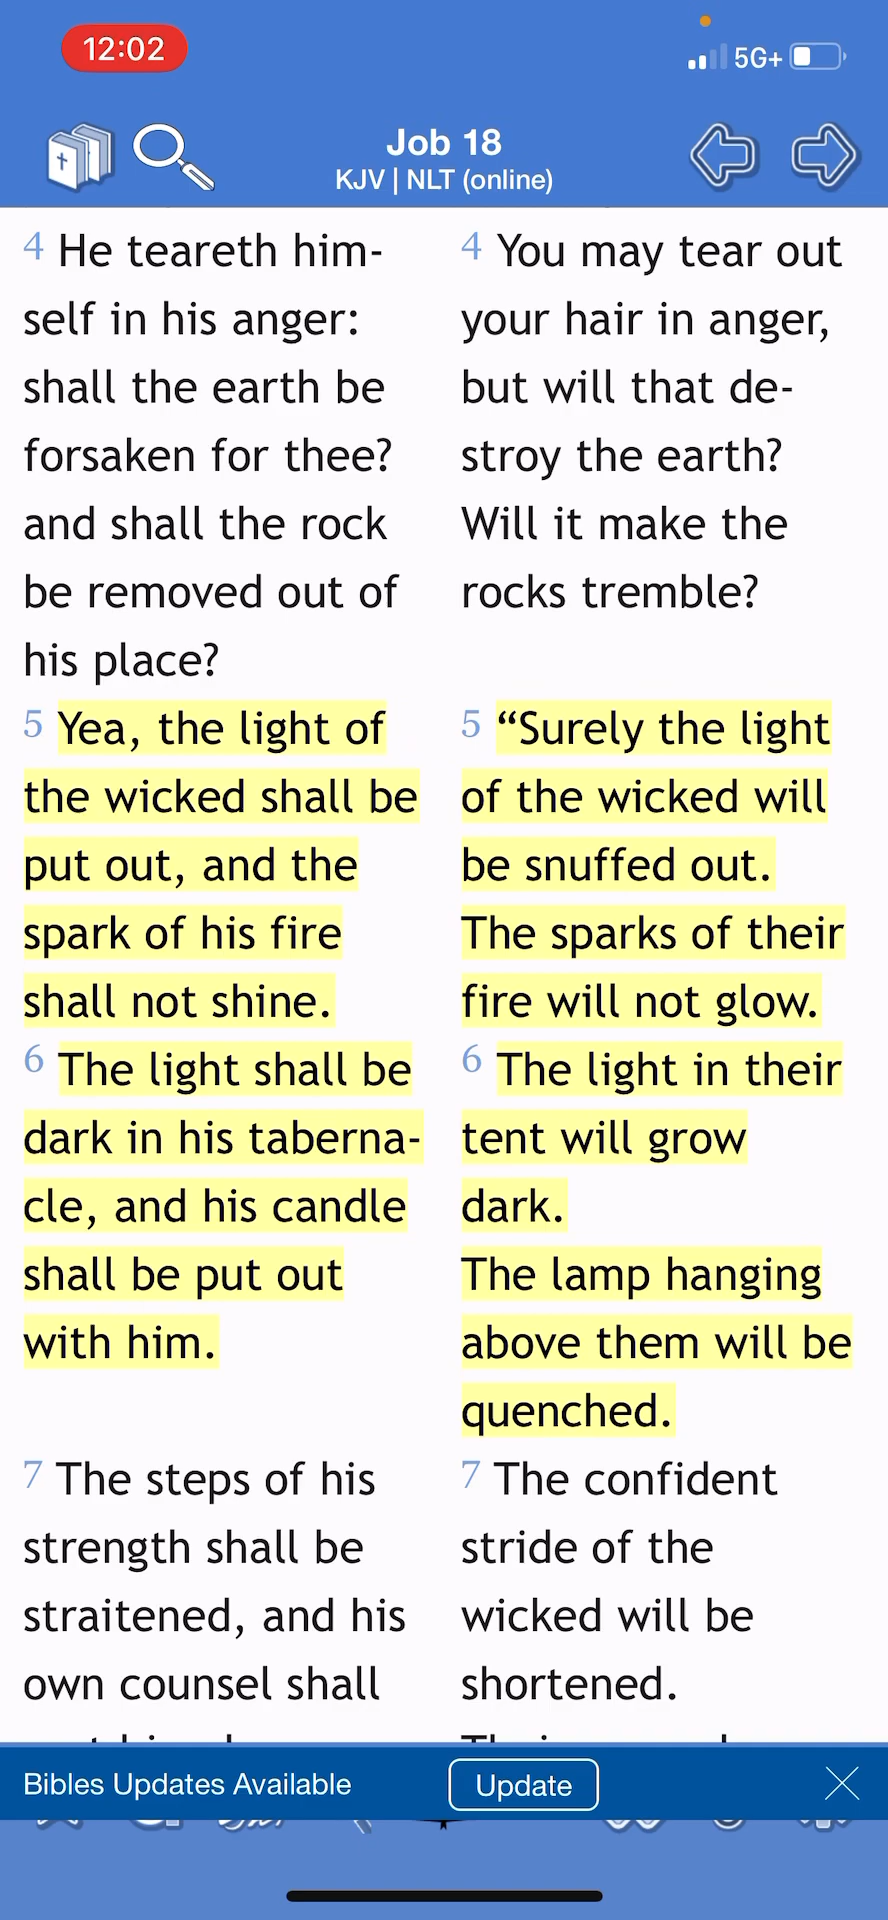 12:02
5G+
Job 18
KJV | NLT (online)
4 He teareth him-
self in his anger:
shall the earth be
forsaken for thee?
and shall the rock
be removed out of
his place?
5 Yea, the light of
the wicked shall be
put out, and the
spark of his fire
shall not shine.
6 The light shall be
dark in his taberna-
cle, and his candle
shall be put out
with him.
7 The steps of his
strength shall be
straitened, and his
own counsel shall
4 You may tear out
your hair in anger,
but will that de-
stroy the earth?
Will it make the
rocks tremble?
5 “Surely the light
of the wicked will
be snuffed out.
The sparks of their
fire will not glow.
6 The light in their
tent will grow
dark.
The lamp hanging
above them will be
quenched.
7 The confident
stride of the
wicked will be
shortened.
Bibles Updates Available
Update